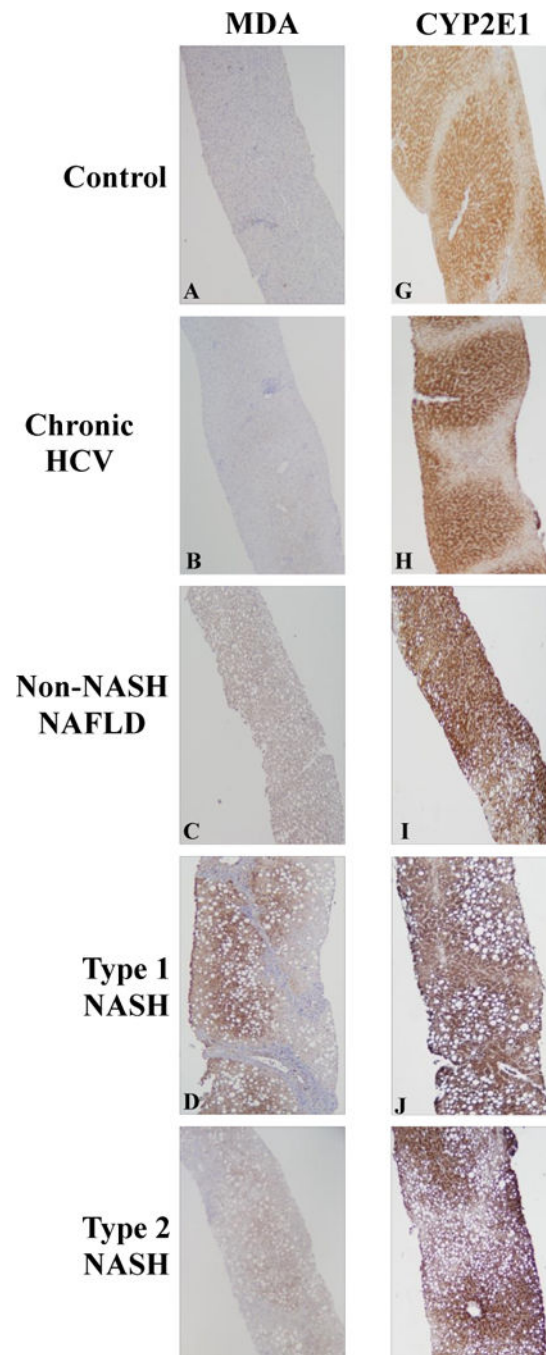 MDA CYP2E1
Control
A G
Chronic
HCV
B H
Non-NASH
NAFLD
C I
Type 1
NASH
D J
Type 2
NASH